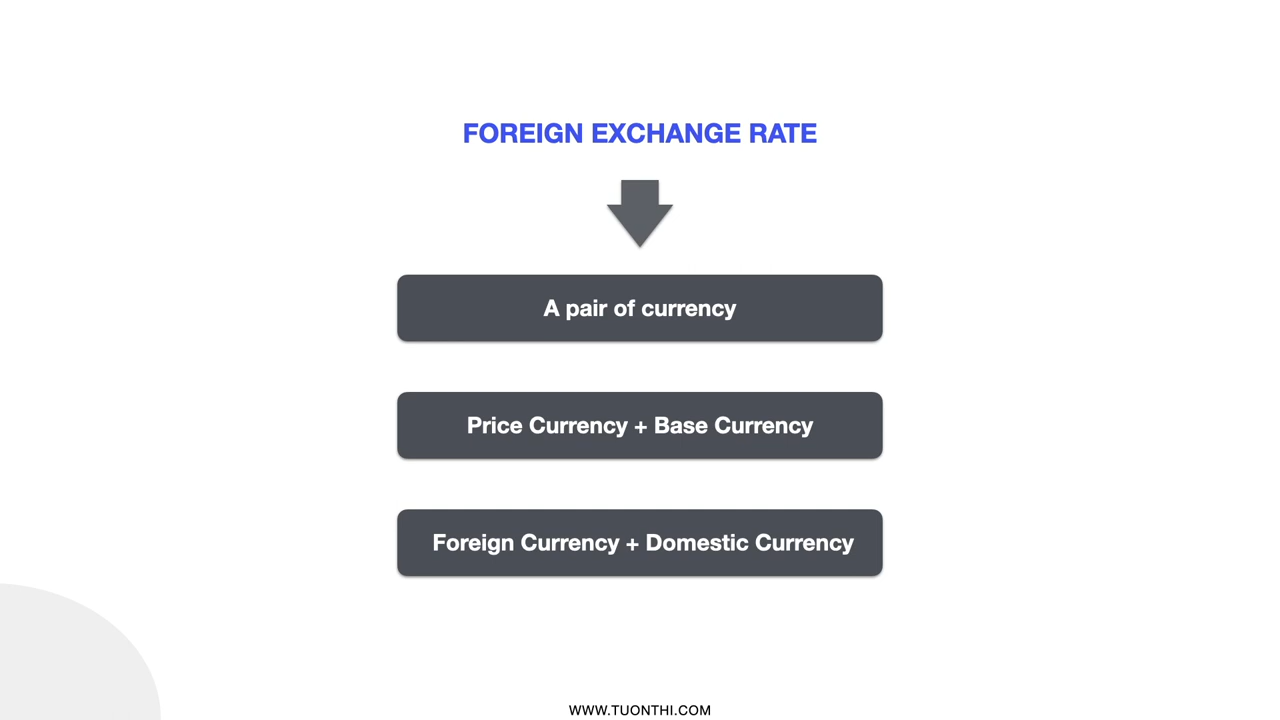 FOREIGN EXCHANGE RATE
A pair of currency
Price Currency + Base Currency
Foreign Currency + Domestic Currency
WWW.TUONTHI.COM